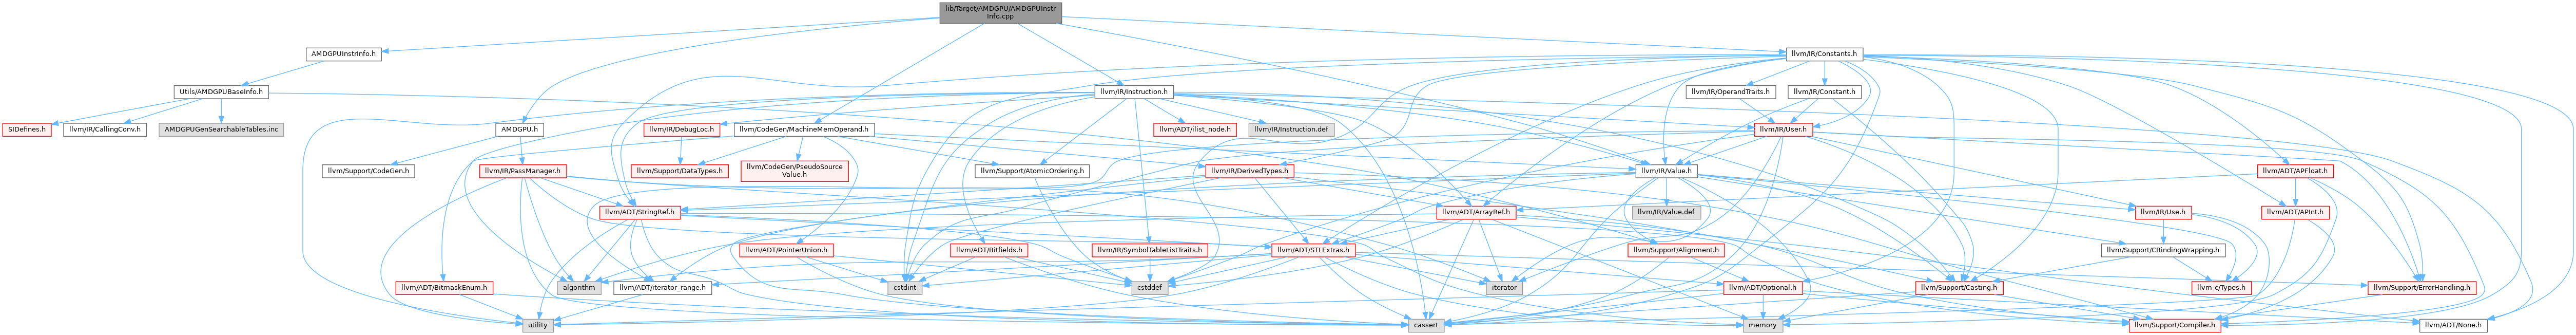 lib/Target/AMDGPU/AMDGPUInstr
Info.cpp
AMDGPUInstrInfo.h
llvm/IR/Constants.h
Utils/AMDGPUBaseInfo.h
llvm/IR/Instruction.h
llvm/IR/OperandTraits.h
llvm/IR/Constant.h
SIDefines.h
llvm/IR/CallingConv.h
AMDGPUGenSearchableTables.inc
AMDGPU.h
llvm/IR/DebugLoc.h
llvm/CodeGen/MachineMemOperand.h
llvm/ADT/ilist_node.h
llvm/IR/Instruction.def
llvm/IR/User.h
llvm/Support/CodeGen.h
llvm/IR/PassManager.h
llvm/Support/DataTypes.h
llvm/CodeGen/PseudoSource
Value.h
llvm/Support/AtomicOrdering.h
llvm/IR/DerivedTypes.h
llvm/IR/Value.h
llvm/ADT/APFloat.h
llvm/ADT/StringRef.h
llvm/ADT/ArrayRef.h
llvm/IR/Value.def
llvm/IR/Use.h
llvm/ADT/APInt.h
llvm/ADT/PointerUnion.h
llvm/ADT/Bitfields.h
llvm/IR/SymbolTableListTraits.h
llvm/ADT/STLExtras.h
llvm/Support/Alignment.h
llvm/Support/CBindingWrapping.h
llvm/ADT/BitmaskEnum.h
algorithm
llvm/ADT/iterator_range.h
cstdint
cstddef
iterator
llvm/ADT/Optional.h
llvm/Support/Casting.h
llvm-c/Types.h
llvm/Support/ErrorHandling.h
utility
cassert
memory
llvm/Support/Compiler.h
llvm/ADT/None.h